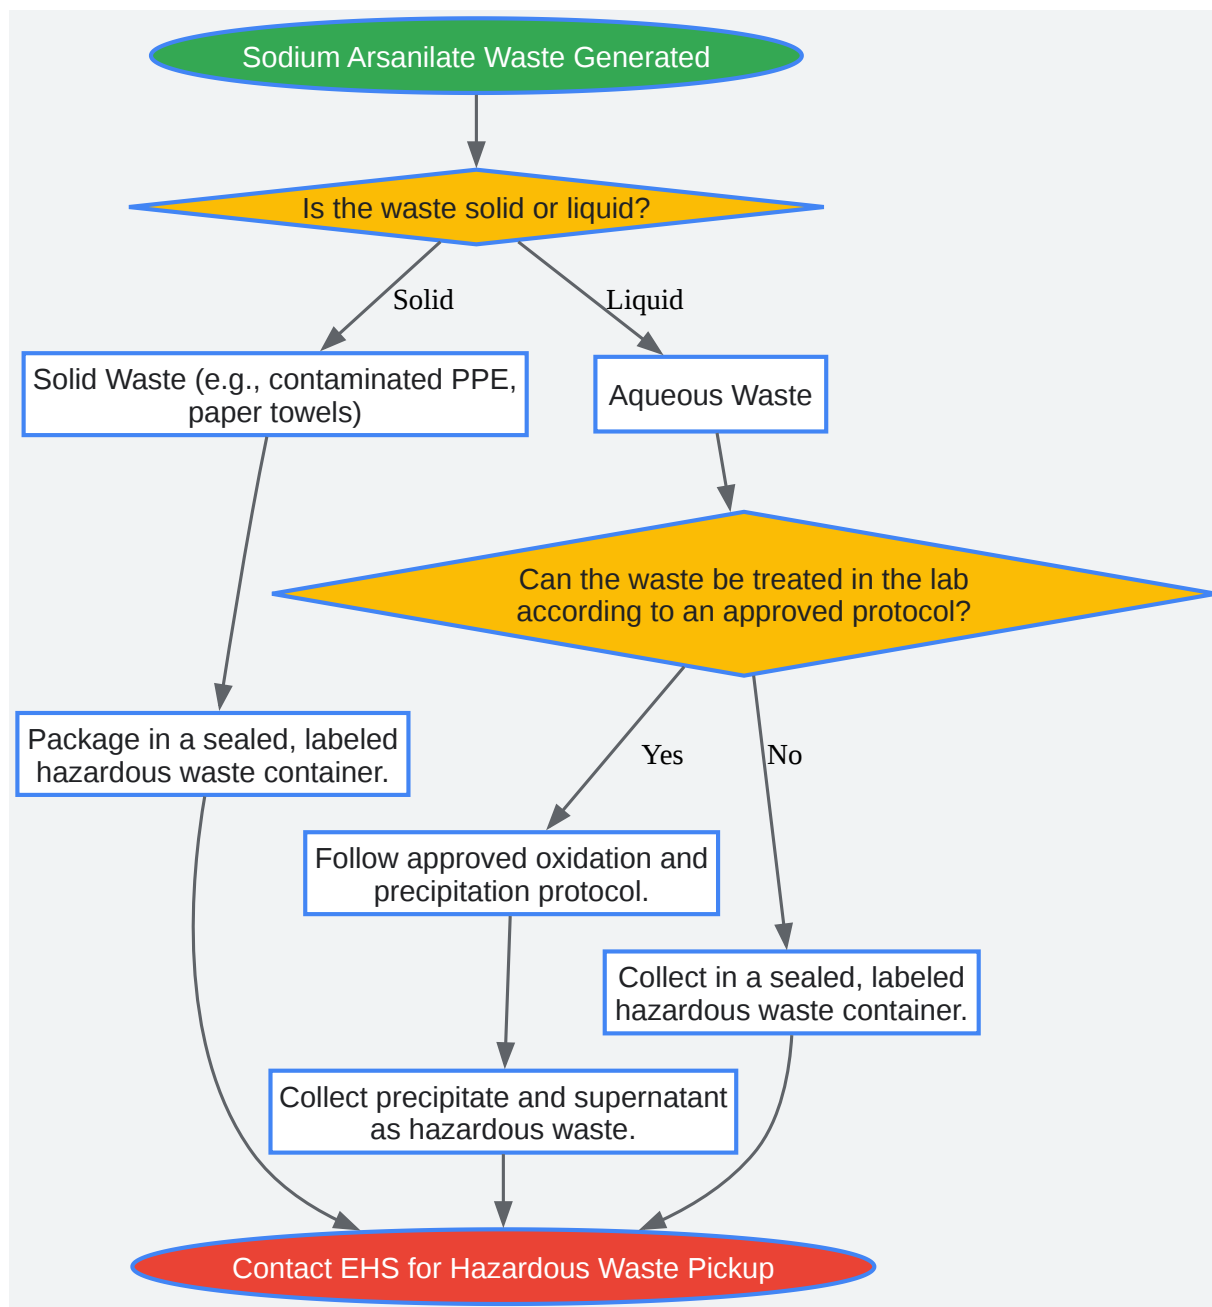 Sodium Arsanilate Waste Generated
Is the waste solid or liquid?
Solid
Liquid
Solid Waste (e.g., contaminated PPE,
paper towels)
Aqueous Waste
Can the waste be treated in the lab
according to an approved protocol?
Package in a sealed, labeled
hazardous waste container.
Yes
No
Follow approved oxidation and
precipitation protocol.
Collect in a sealed, labeled
hazardous waste container.
Collect precipitate and supernatant
as hazardous waste.
Contact EHS for Hazardous Waste Pickup